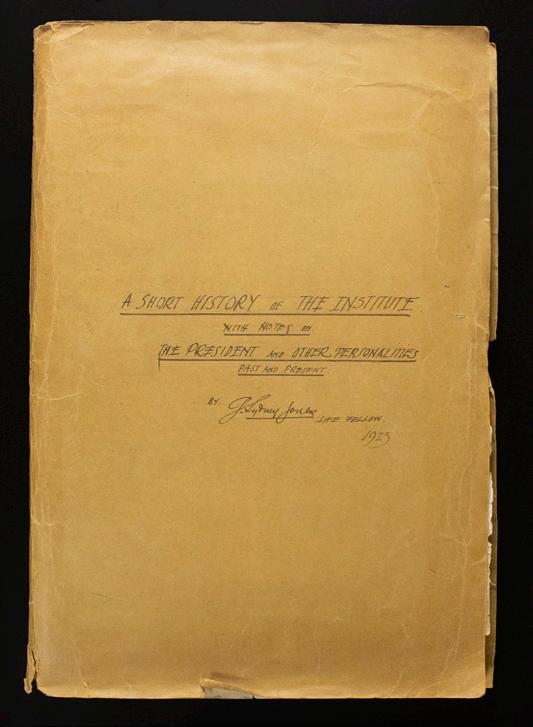 A SHORT HISTORY OF THE INSTITUTE
WITH NOTES ON
THE PRESIDENT AND OTHER PERSONALITIES
PAST AND PRESENT
BY. G. Sydney Jones LIFE FELLOW.
1923